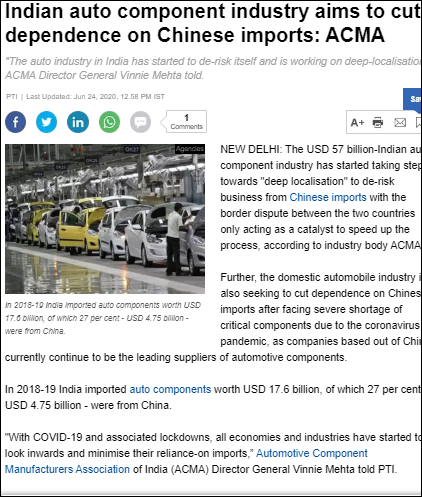 Indian auto component industry aims to cut
dependence on Chinese imports: ACMA
"The auto industry in India has started to de-risk itself and is working on deep-localisation
ACMA Director General Vinnie Mehta told.
PTI | Last Updated: Jun 24, 2020, 12.58 PM IST
Sav
1
Comments
A+
Agencies
NEW DELHI: The USD 57 billion-Indian au
component industry has started taking step
towards "deep localisation" to de-risk
business from Chinese imports with the
border dispute between the two countries
only acting as a catalyst to speed up the
process, according to industry body ACMA
In 2018-19 India imported auto components worth USD
17.6 billion, of which 27 per cent - USD 4.75 billion -
were from China.
Further, the domestic automobile industry i
also seeking to cut dependence on Chines
imports after facing severe shortage of
critical components due to the coronavirus
pandemic, as companies based out of Chin
currently continue to be the leading suppliers of automotive components.
In 2018-19 India imported auto components worth USD 17.6 billion, of which 27 per cent
USD 4.75 billion - were from China.
"With COVID-19 and associated lockdowns, all economies and industries have started to
look inwards and minimise their reliance-on imports," Automotive Component
Manufacturers Association of India (ACMA) Director General Vinnie Mehta told PTI.